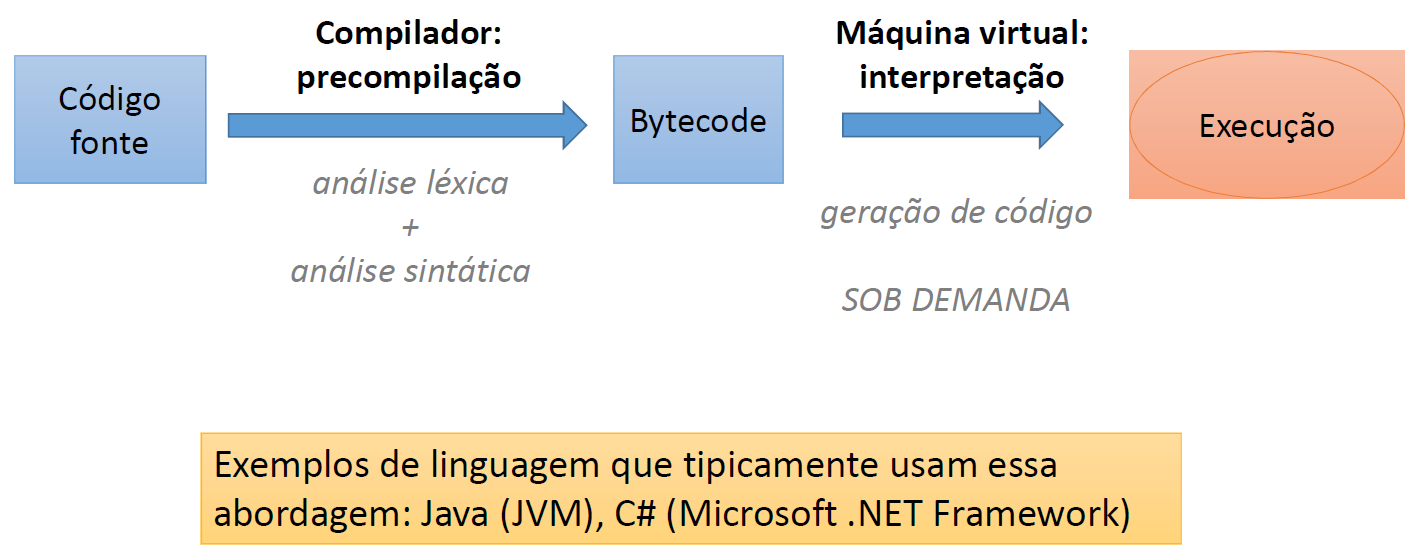 Compilador:
precompilação
Máquina virtual:
interpretação
Código
fonte
Bytecode
Execução
análise léxica
+
análise sintática
geração de código
SOB DEMANDA
Exemplos de linguagem que tipicamente usam essa
abordagem: Java (JVM), C# (Microsoft .NET Framework)